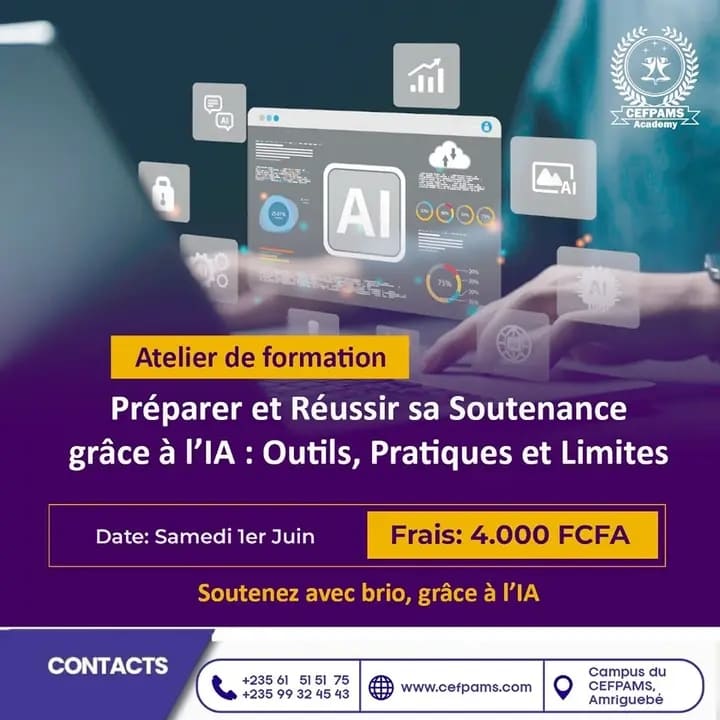 CEFPAMS
Academy
AI
AI
AI
AI
75%
Atelier de formation
Préparer et Réussir sa Soutenance
grâce à l’IA : Outils, Pratiques et Limites
Date: Samedi 1er Juin
Frais: 4.000 FCFA
Soutenez avec brio, grâce à l’IA
CONTACTS
+235 61 51 51 75
+235 99 32 45 43
www.cefpams.com
Campus du
CEFPAMS,
Amriguebé